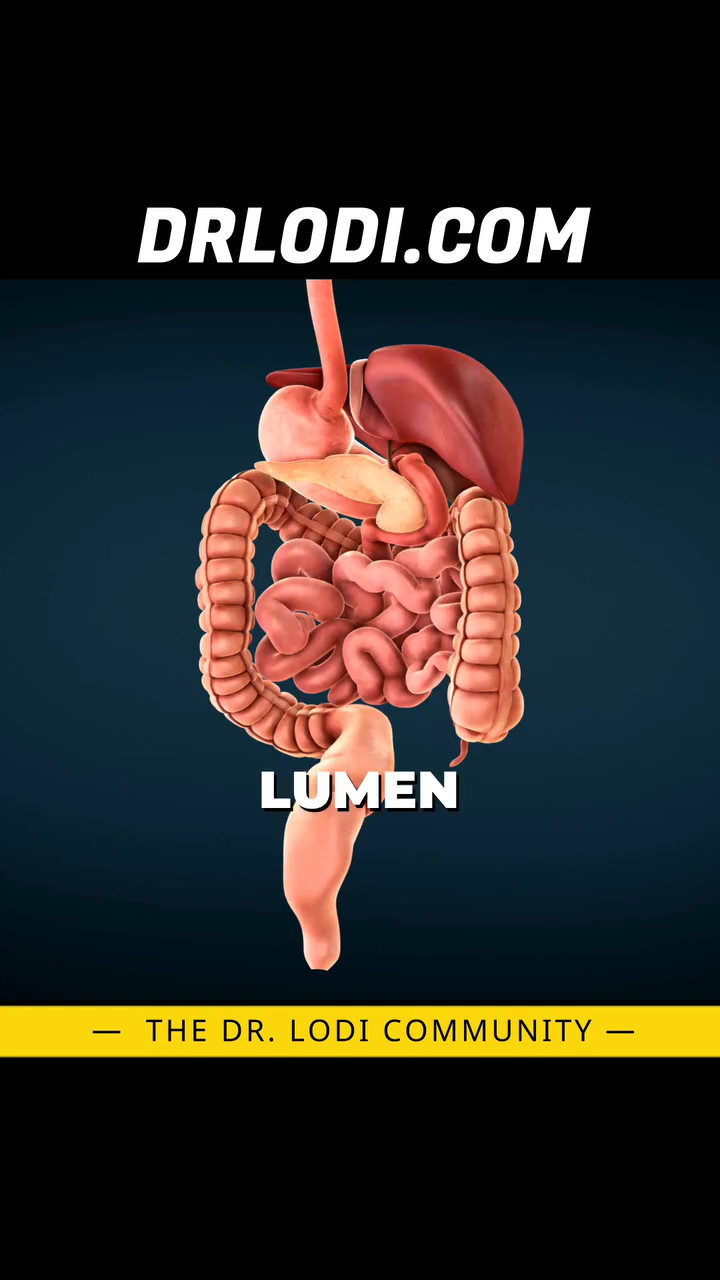 DRLODI.COM
LUMEN
— THE DR. LODI COMMUNITY —